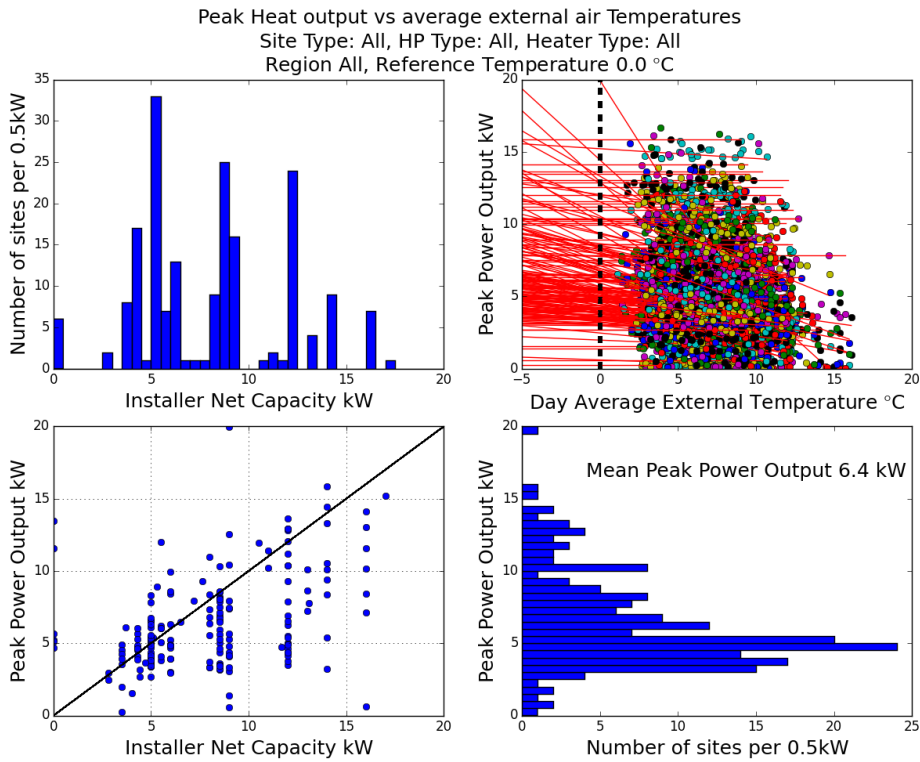 Peak Heat output vs average external air Temperatures
Site Type: All, HP Type: All, Heater Type: All
Region All, Reference Temperature 0.0 °C
Number of sites per 0.5kW
35
30
25
20
15
10
5
0
0 5 10 15 20
Installer Net Capacity kW
Peak Power Output kW
20
15
10
5
0
−5 0 5 10 15 20
Day Average External Temperature °C
Peak Power Output kW
20
15
10
5
0
0 5 10 15 20
Installer Net Capacity kW
Peak Power Output kW
20
15
10
5
0
Mean Peak Power Output 6.4 kW
0 5 10 15 20 25
Number of sites per 0.5kW